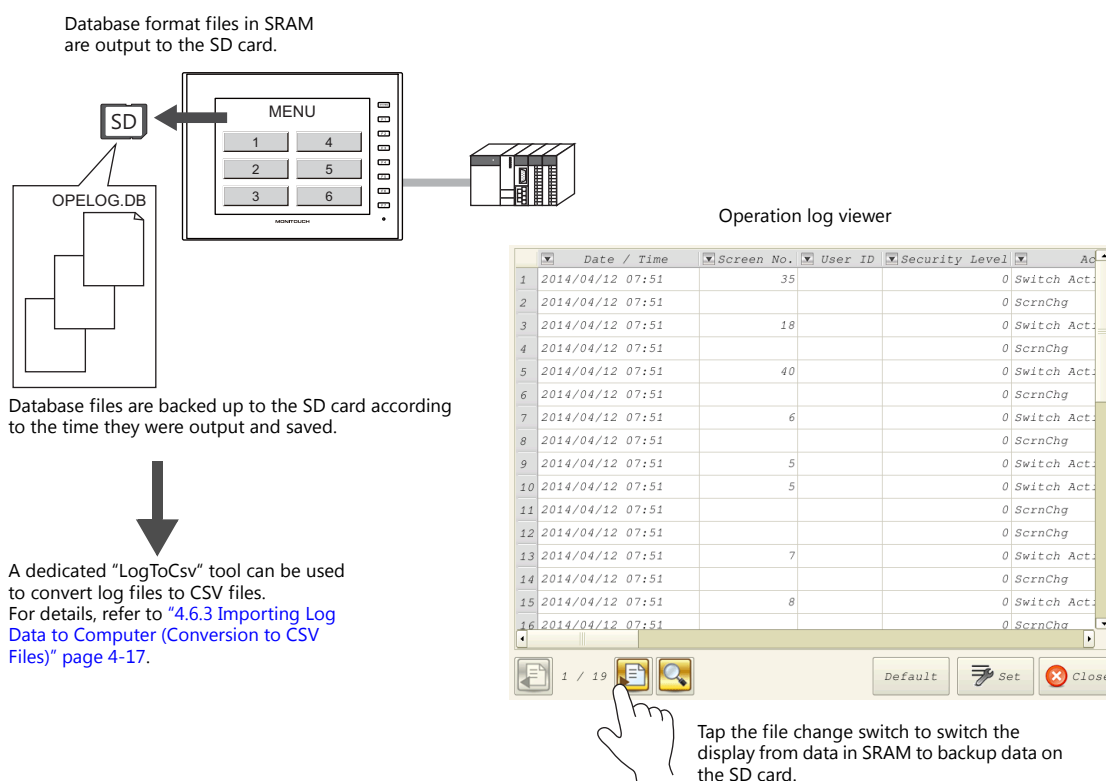 Database format files in SRAM
are output to the SD card.
SD
MENU
1 4
2 5
3 6
MONITOUCH
OPELOG.DB
Database files are backed up to the SD card according
to the time they were output and saved.
A dedicated “LogToCsv” tool can be used
to convert log files to CSV files.
For details, refer to “4.6.3 Importing Log
Data to Computer (Conversion to CSV
Files)” page 4-17.
Operation log viewer
Date / Time Screen No. User ID Security Level Ac
1 2014/04/12 07:51 35 0 Switch Acti
2 2014/04/12 07:51 0 ScrnChg
3 2014/04/12 07:51 18 0 Switch Acti
4 2014/04/12 07:51 0 ScrnChg
5 2014/04/12 07:51 40 0 Switch Acti
6 2014/04/12 07:51 0 ScrnChg
7 2014/04/12 07:51 6 0 Switch Acti
8 2014/04/12 07:51 0 ScrnChg
9 2014/04/12 07:51 5 0 Switch Acti
10 2014/04/12 07:51 5 0 Switch Acti
11 2014/04/12 07:51 0 ScrnChg
12 2014/04/12 07:51 0 ScrnChg
13 2014/04/12 07:51 7 0 Switch Acti
14 2014/04/12 07:51 0 ScrnChg
15 2014/04/12 07:51 8 0 Switch Acti
16 2014/04/12 07:51 0 ScrnChg
1 / 19 Default Set Close
Tap the file change switch to switch the
display from data in SRAM to backup data on
the SD card.